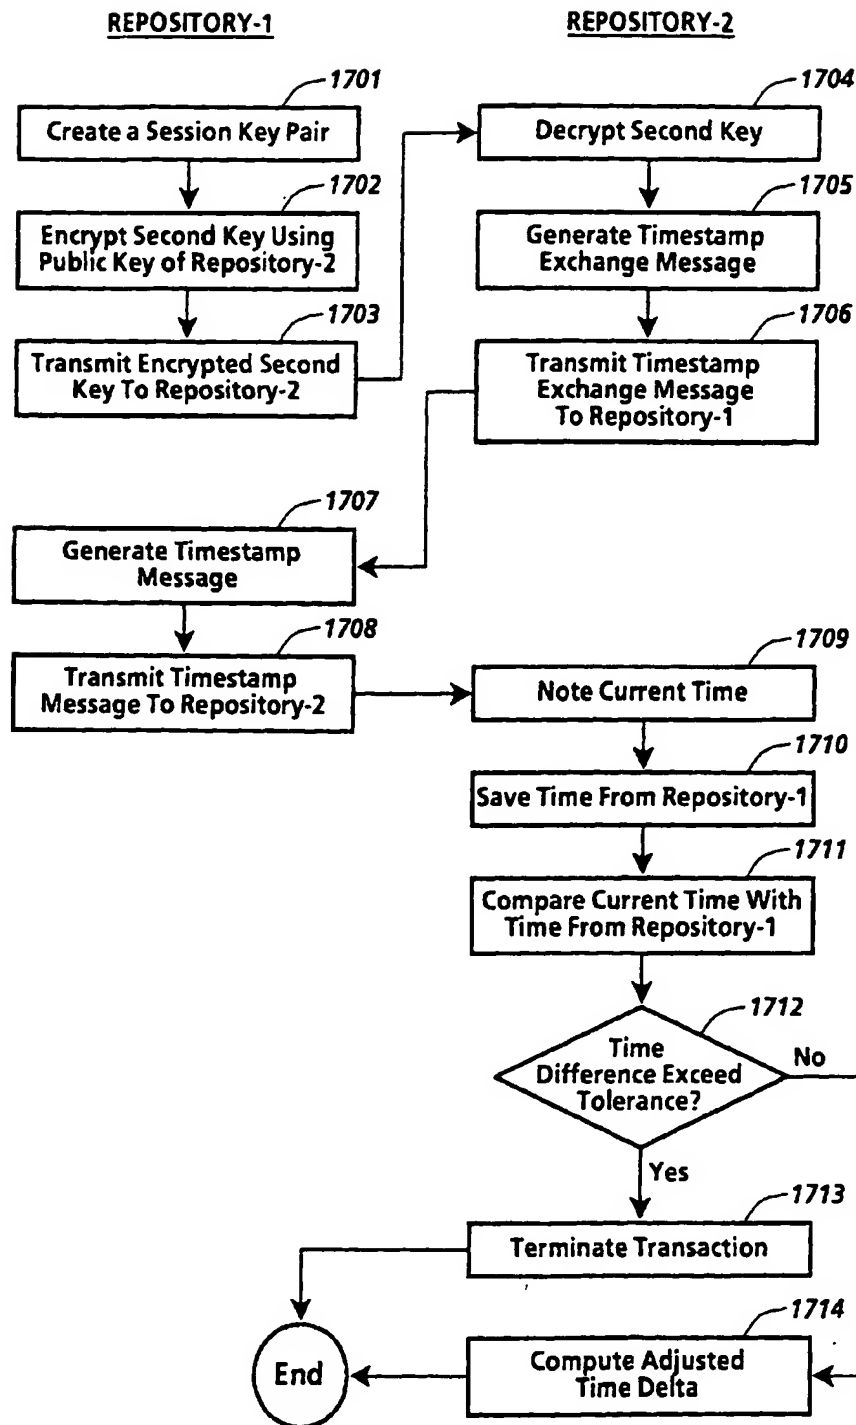 REPOSITORY-1
REPOSITORY-2
1701
Create a Session Key Pair
1702
Encrypt Second Key Using
Public Key of Repository-2
1703
Transmit Encrypted Second
Key To Repository-2
1704
Decrypt Second Key
1705
Generate Timestamp
Exchange Message
1706
Transmit Timestamp
Exchange Message
To Repository-1
1707
Generate Timestamp
Message
1708
Transmit Timestamp
Message To Repository-2
1709
Note Current Time
1710
Save Time From Repository-1
1711
Compare Current Time With
Time From Repository-1
1712
Time
Difference Exceed
Tolerance?
No
Yes
1713
Terminate Transaction
1714
Compute Adjusted
Time Delta
End